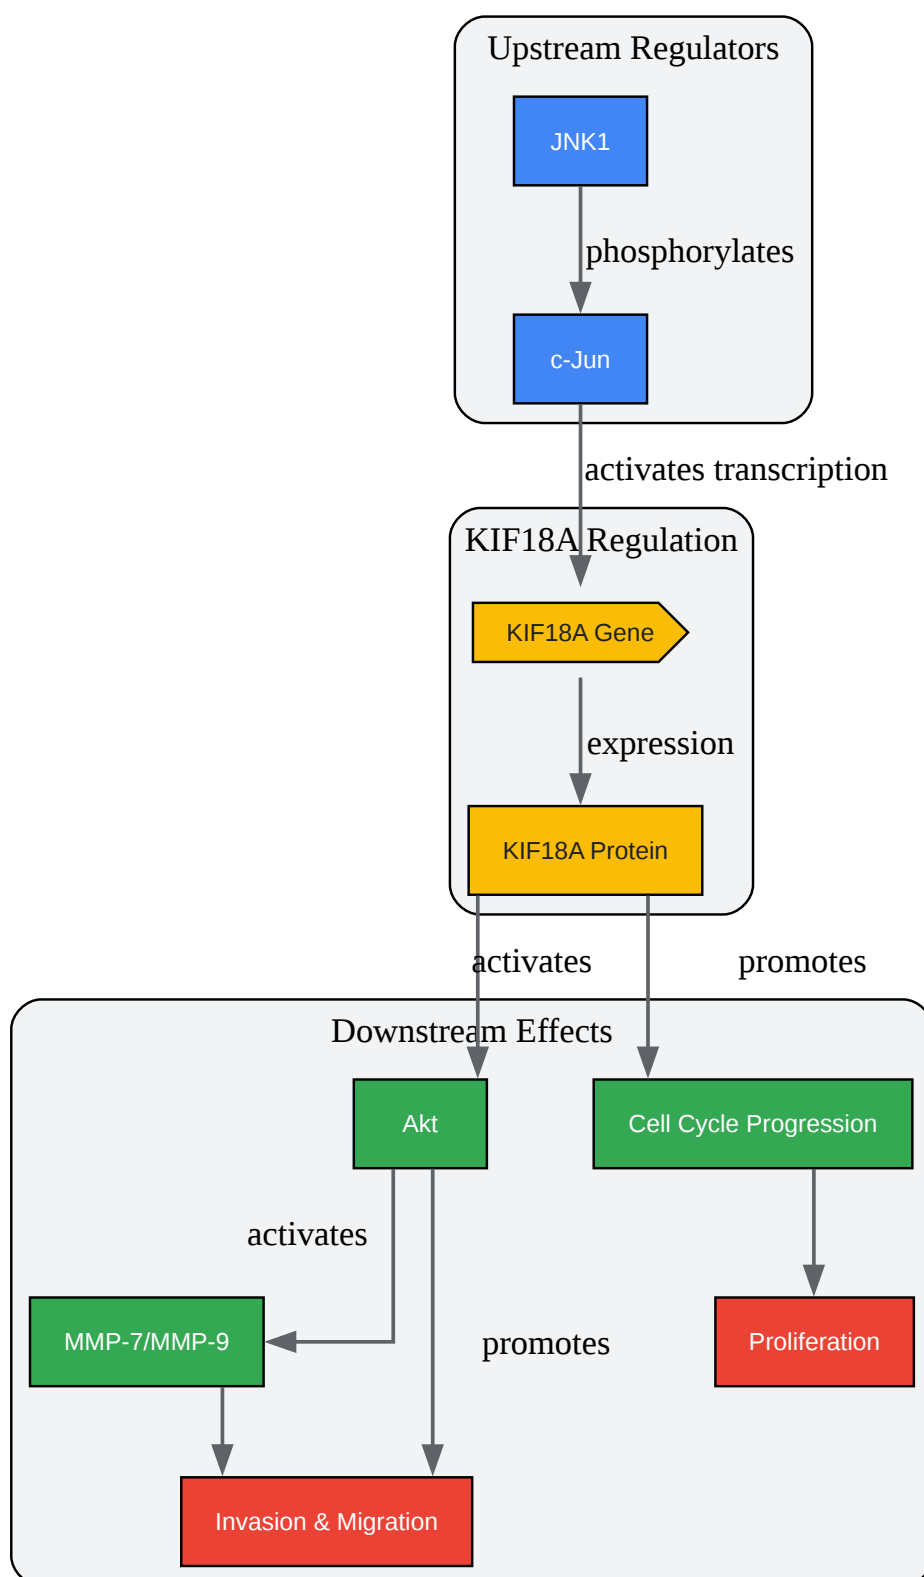 Upstream Regulators
JNK1
phosphorylates
c-Jun
activates transcription
KIF18A Regulation
KIF18A Gene
expression
KIF18A Protein
activates
promotes
Downstream Effects
Akt
Cell Cycle Progression
activates
MMP-7/MMP-9
promotes
Proliferation
Invasion & Migration